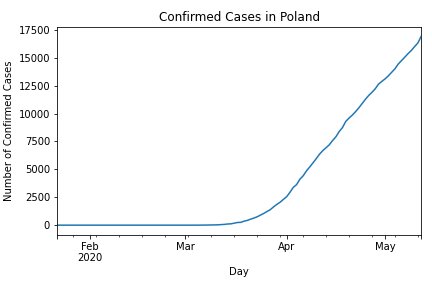 Confirmed Cases in Poland
17500
15000
12500
10000
7500
5000
2500
0
Number of Confirmed Cases
Feb
2020
Mar
Apr
May
Day